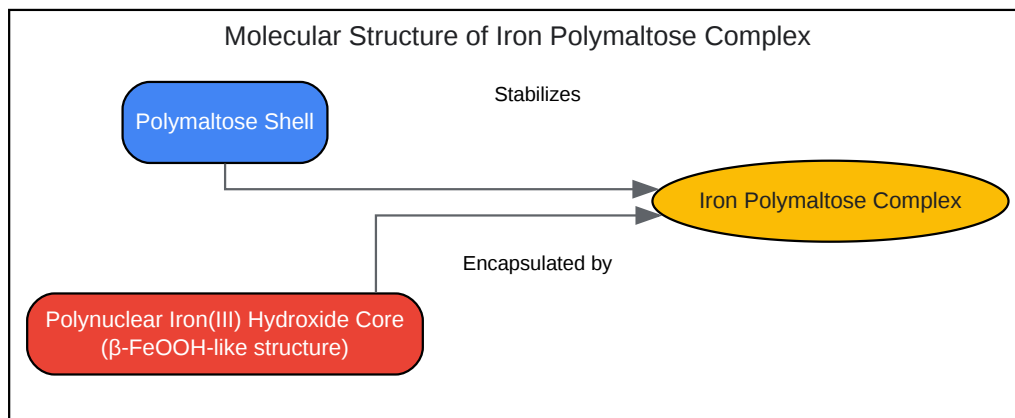 Molecular Structure of Iron Polymaltose Complex
Stabilizes
Polymaltose Shell
Iron Polymaltose Complex
Encapsulated by
Polynuclear Iron(III) Hydroxide Core
(β-FeOOH-like structure)